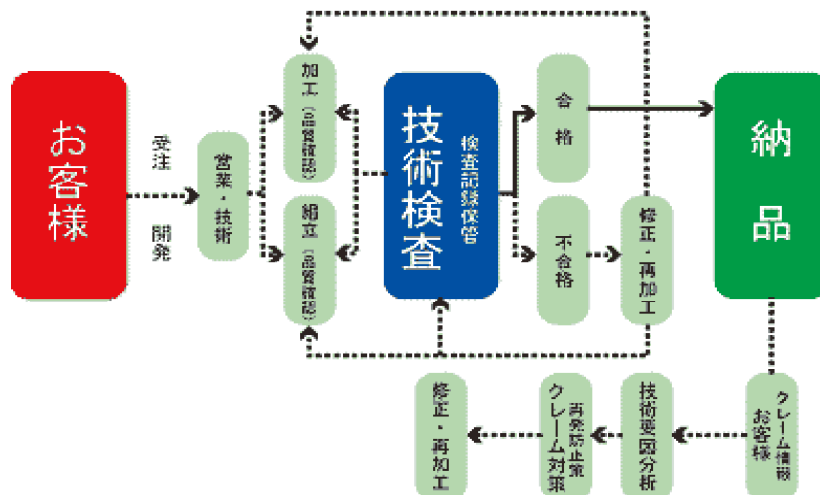 お客様
受注
開発
営業・技術
加工（品質確認）
組立（品質確認）
技術検査
検査記録保管
合格
不合格
修正・再加工
納品
クレーム情報
お客様
技術要因分析
再発防止策
クレーム対策
修正・再加工